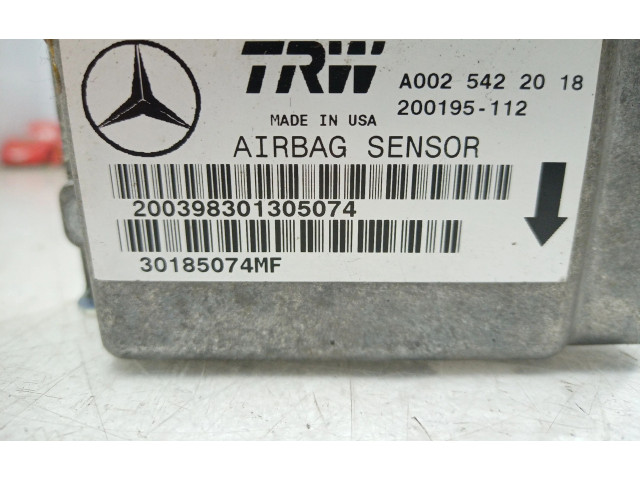 TRW
A002 542 20 18
200195-112
MADE IN USA
AIRBAG SENSOR
200398301305074
30185074MF